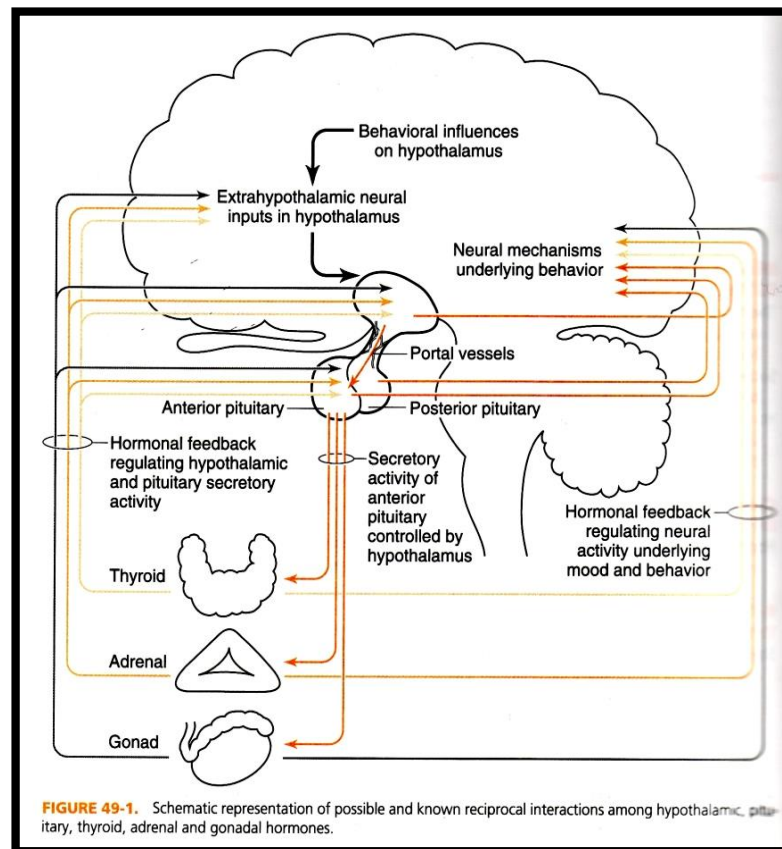 Behavioral influences
on hypothalamus
Extrahypothalamic neural
inputs in hypothalamus
Neural mechanisms
underlying behavior
Portal vessels
Anterior pituitary
Posterior pituitary
Hormonal feedback
regulating hypothalamic
and pituitary secretory
activity
Secretory
activity of
anterior
pituitary
controlled by
hypothalamus
Hormonal feedback
regulating neural
activity underlying
mood and behavior
Thyroid
Adrenal
Gonad
FIGURE 49-1. Schematic representation of possible and known reciprocal interactions among hypothalamic, pitu-
itary, thyroid, adrenal and gonadal hormones.